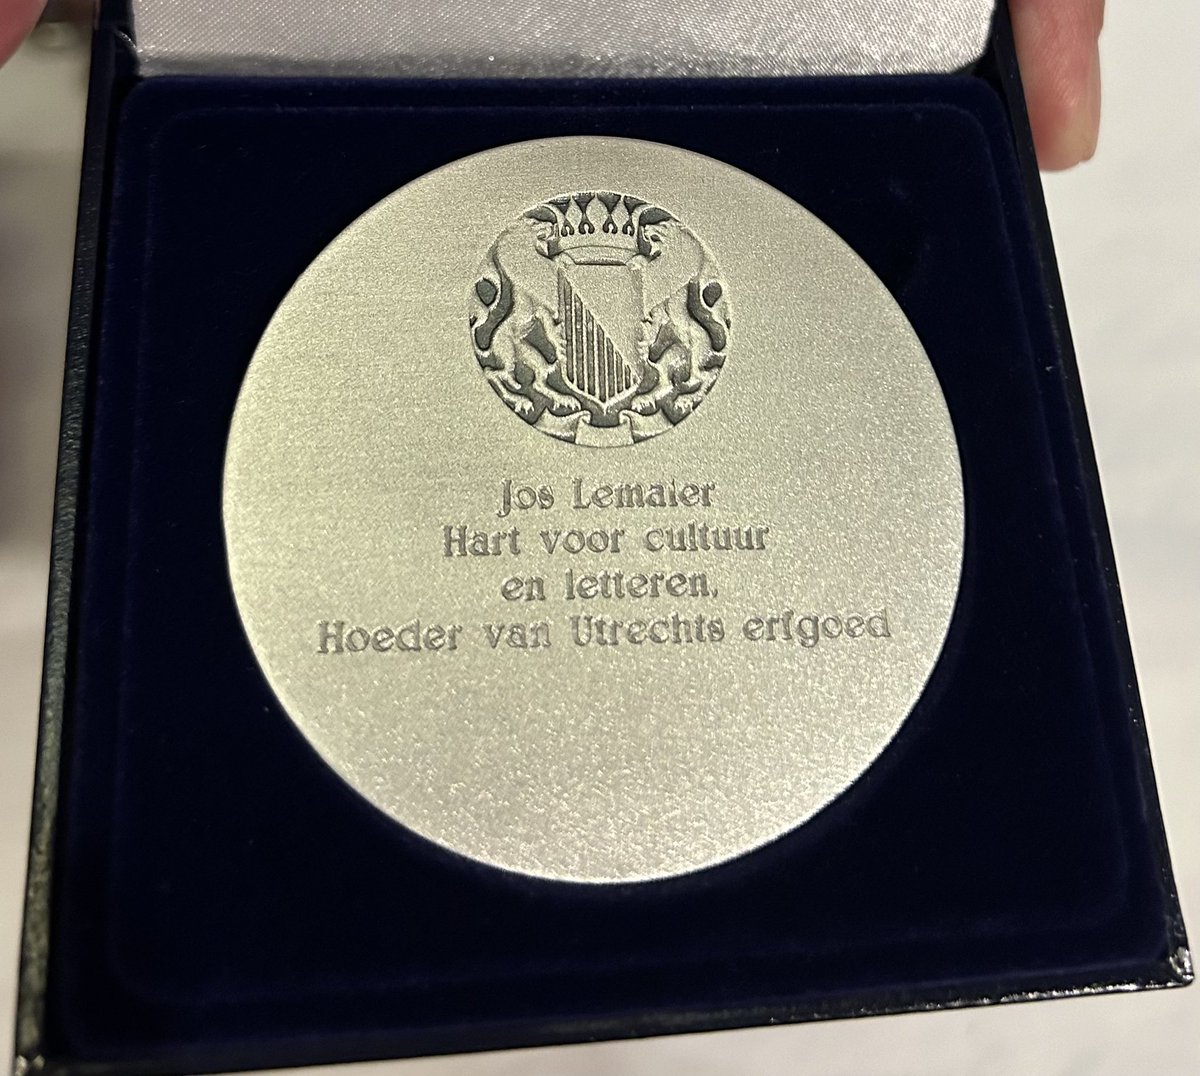 Jos Lemaier
Hart voor cultuur
en letteren,
Hoeder van Utrechts erfgoed